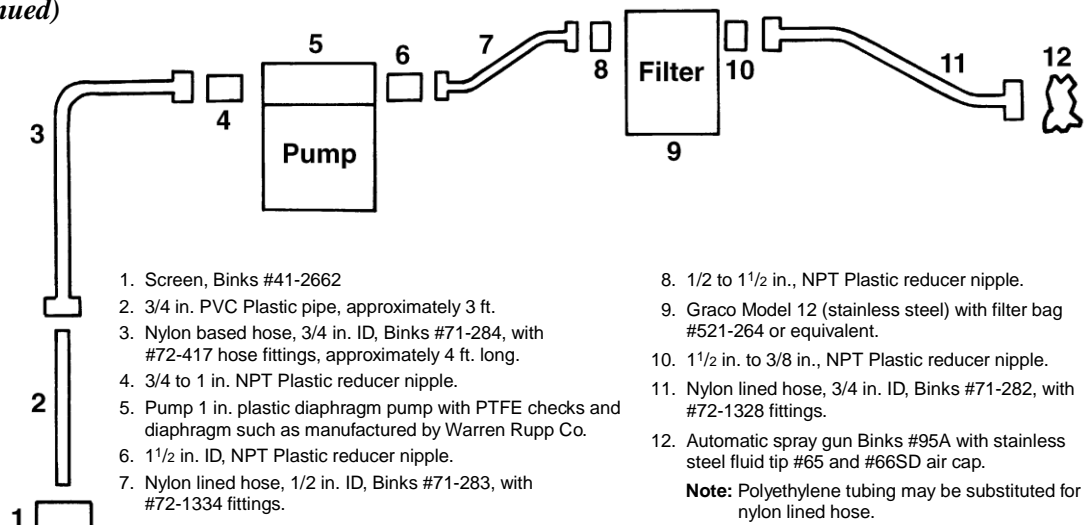 nued)
5
6
7
8
Filter
10
11
12
3
4
Pump
9
1. Screen, Binks #41-2662
2. 3/4 in. PVC Plastic pipe, approximately 3 ft.
3. Nylon based hose, 3/4 in. ID, Binks #71-284, with
#72-417 hose fittings, approximately 4 ft. long.
4. 3/4 to 1 in. NPT Plastic reducer nipple.
5. Pump 1 in. plastic diaphragm pump with PTFE checks and
diaphragm such as manufactured by Warren Rupp Co.
6. 1 1/2 in. ID, NPT Plastic reducer nipple.
7. Nylon lined hose, 1/2 in. ID, Binks #71-283, with
#72-1334 fittings.
8. 1/2 to 1 1/2 in., NPT Plastic reducer nipple.
9. Graco Model 12 (stainless steel) with filter bag
#521-264 or equivalent.
10. 1 1/2 in. to 3/8 in., NPT Plastic reducer nipple.
11. Nylon lined hose, 3/4 in. ID, Binks #71-282, with
#72-1328 fittings.
12. Automatic spray gun Binks #95A with stainless
steel fluid tip #65 and #66SD air cap.
Note: Polyethylene tubing may be substituted for
nylon lined hose.
2
1